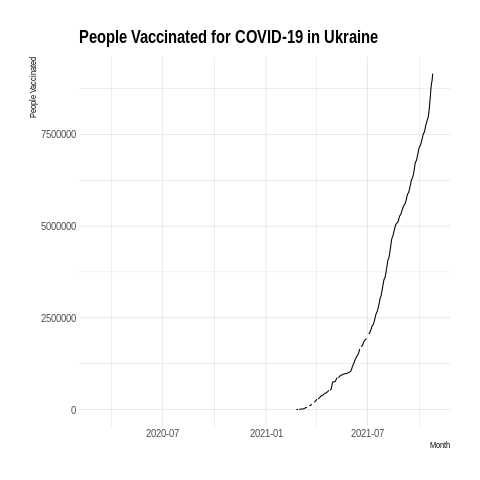 People Vaccinated for COVID-19 in Ukraine
People Vaccinated
7500000
5000000
2500000
0
2020-07
2021-01
2021-07
Month